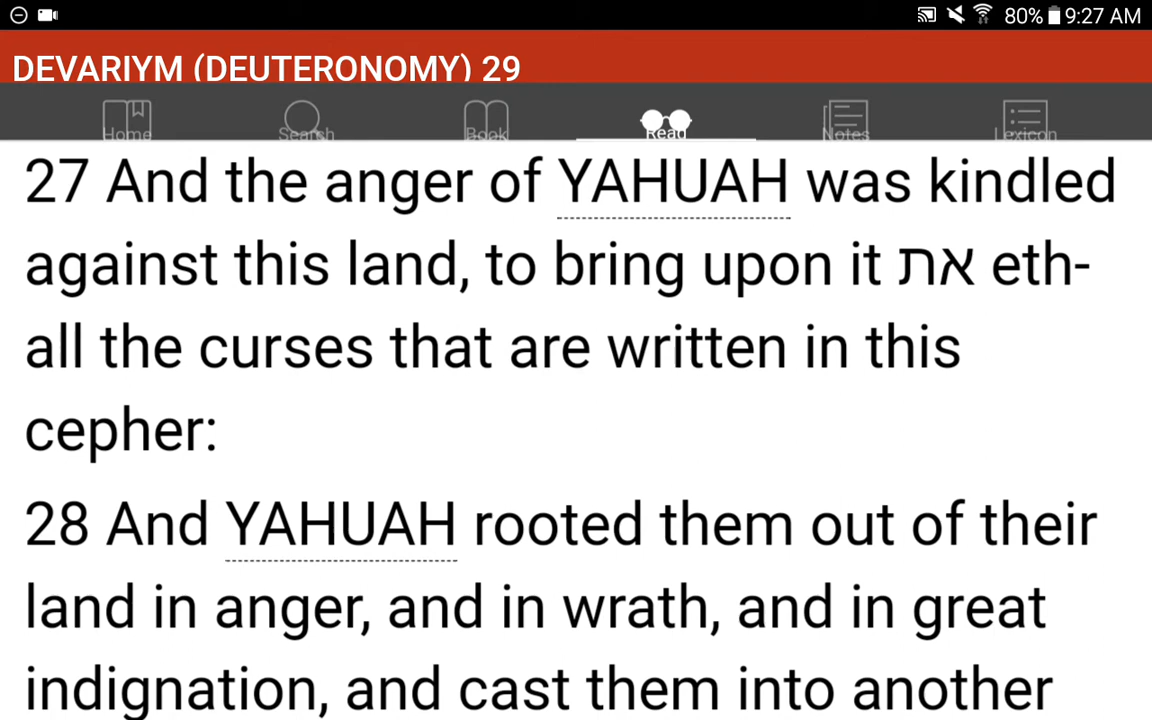 80% 9:27 AM
DEVARIYM (DEUTERONOMY) 29
Home Search Book Read Notes Lexicon
27 And the anger of YAHUAH was kindled
against this land, to bring upon it את eth-
all the curses that are written in this
cepher:
28 And YAHUAH rooted them out of their
land in anger, and in wrath, and in great
indignation, and cast them into another